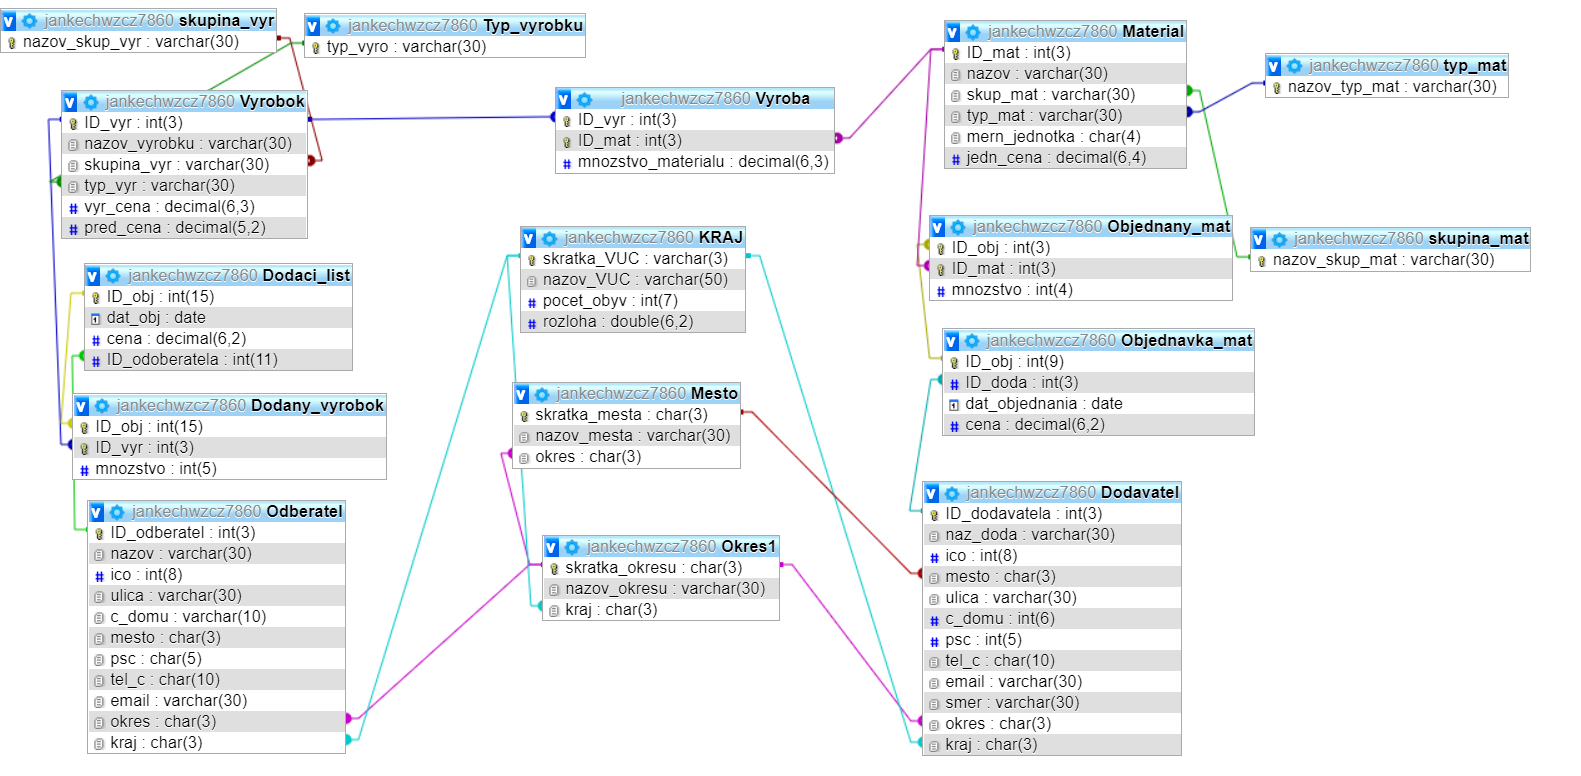 jankechwzcz7860 skupina_vyr
nazov_skup_vyr : varchar(30)
jankechwzcz7860 Typ_vyrobku
typ_vyro : varchar(30)
jankechwzcz7860 Vyrobok
ID_vyr : int(3)
nazov_vyrobku : varchar(30)
skupina_vyr : varchar(30)
typ_vyr : varchar(30)
vyr_cena : decimal(6,3)
pred_cena : decimal(5,2)
jankechwzcz7860 Dodaci_list
ID_obj : int(15)
dat_obj : date
cena : decimal(6,2)
ID_odoberatela : int(11)
jankechwzcz7860 Dodany_vyrobok
ID_obj : int(15)
ID_vyr : int(3)
mnozstvo : int(5)
jankechwzcz7860 Odberatel
ID_odberatel : int(3)
nazov : varchar(30)
ico : int(8)
ulica : varchar(30)
c_domu : varchar(10)
mesto : char(3)
psc : char(5)
tel_c : char(10)
email : varchar(30)
okres : char(3)
kraj : char(3)
jankechwzcz7860 Vyroba
ID_vyr : int(3)
ID_mat : int(3)
mnozstvo_materialu : decimal(6,3)
jankechwzcz7860 KRAJ
skratka_VUC : varchar(3)
nazov_VUC : varchar(50)
pocet_obyv : int(7)
rozloha : double(6,2)
jankechwzcz7860 Mesto
skratka_mesta : char(3)
nazov_mesta : varchar(30)
okres : char(3)
jankechwzcz7860 Okres1
skratka_okresu : char(3)
nazov_okresu : varchar(30)
kraj : char(3)
jankechwzcz7860 Material
ID_mat : int(3)
nazov : varchar(30)
skup_mat : varchar(30)
typ_mat : varchar(30)
mern_jednotka : char(4)
jedn_cena : decimal(6,4)
jankechwzcz7860 typ_mat
nazov_typ_mat : varchar(30)
jankechwzcz7860 Objednany_mat
ID_obj : int(3)
ID_mat : int(3)
mnozstvo : int(4)
jankechwzcz7860 skupina_mat
nazov_skup_mat : varchar(30)
jankechwzcz7860 Objednavka_mat
ID_obj : int(9)
ID_doda : int(3)
dat_objednania : date
cena : decimal(6,2)
jankechwzcz7860 Dodavatel
ID_dodavatela : int(3)
naz_doda : varchar(30)
ico : int(8)
mesto : char(3)
ulica : varchar(30)
c_domu : int(6)
psc : int(5)
tel_c : char(10)
email : varchar(30)
smer : varchar(30)
okres : char(3)
kraj : char(3)